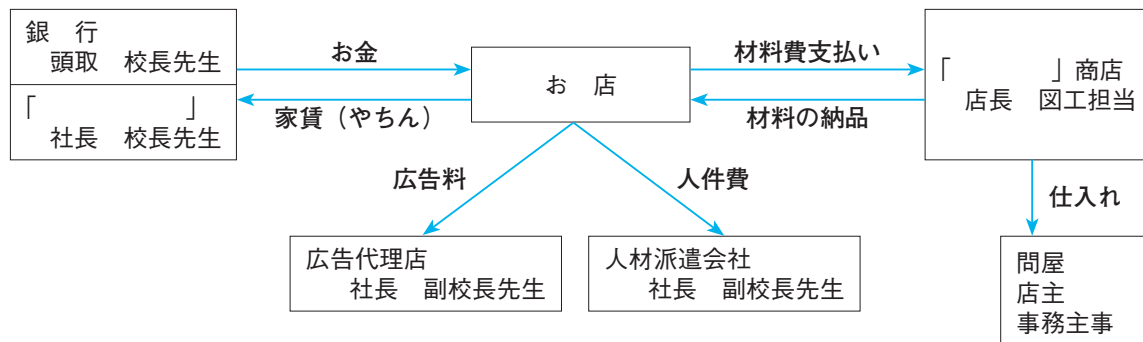 銀　行
頭取　校長先生
「　　　　　　」
社長　校長先生
お金
家賃（やちん）
お　店
材料費支払い
材料の納品
「　　　　」商店
店長　図工担当
広告料
人件費
仕入れ
広告代理店
社長　副校長先生
人材派遣会社
社長　副校長先生
問屋
店主
事務主事